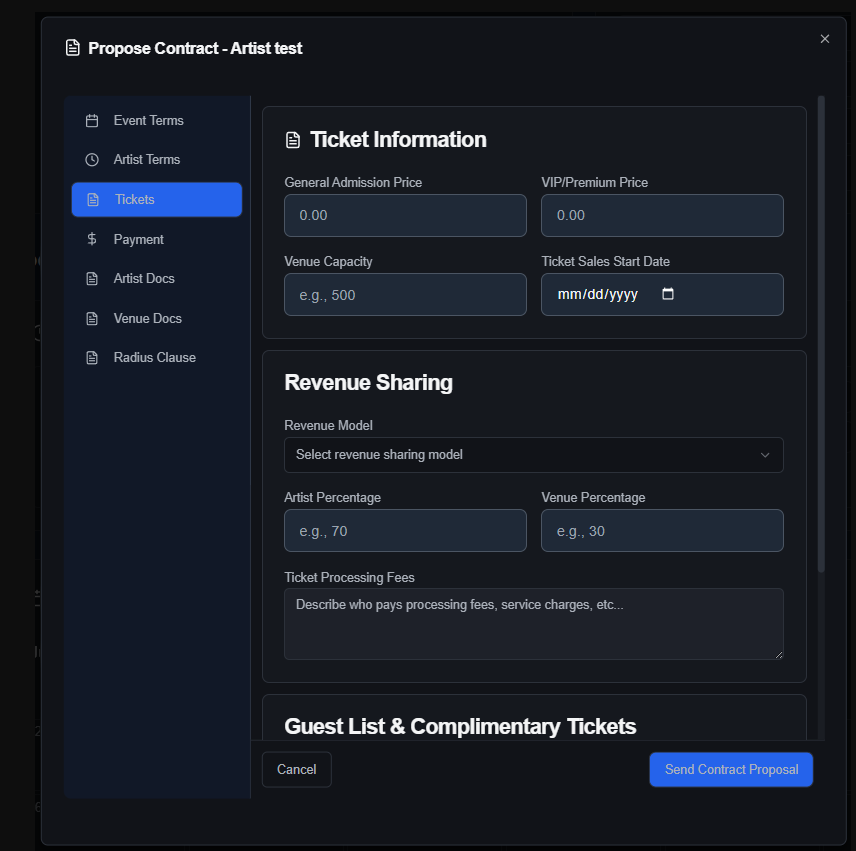 Propose Contract - Artist test
Event Terms
Artist Terms
Tickets
Payment
Artist Docs
Venue Docs
Radius Clause
Ticket Information
General Admission Price
VIP/Premium Price
0.00
0.00
Venue Capacity
Ticket Sales Start Date
e.g., 500
mm/dd/yyyy
Revenue Sharing
Revenue Model
Select revenue sharing model
Artist Percentage
Venue Percentage
e.g., 70
e.g., 30
Ticket Processing Fees
Describe who pays processing fees, service charges, etc...
Guest List & Complimentary Tickets
Cancel
Send Contract Proposal